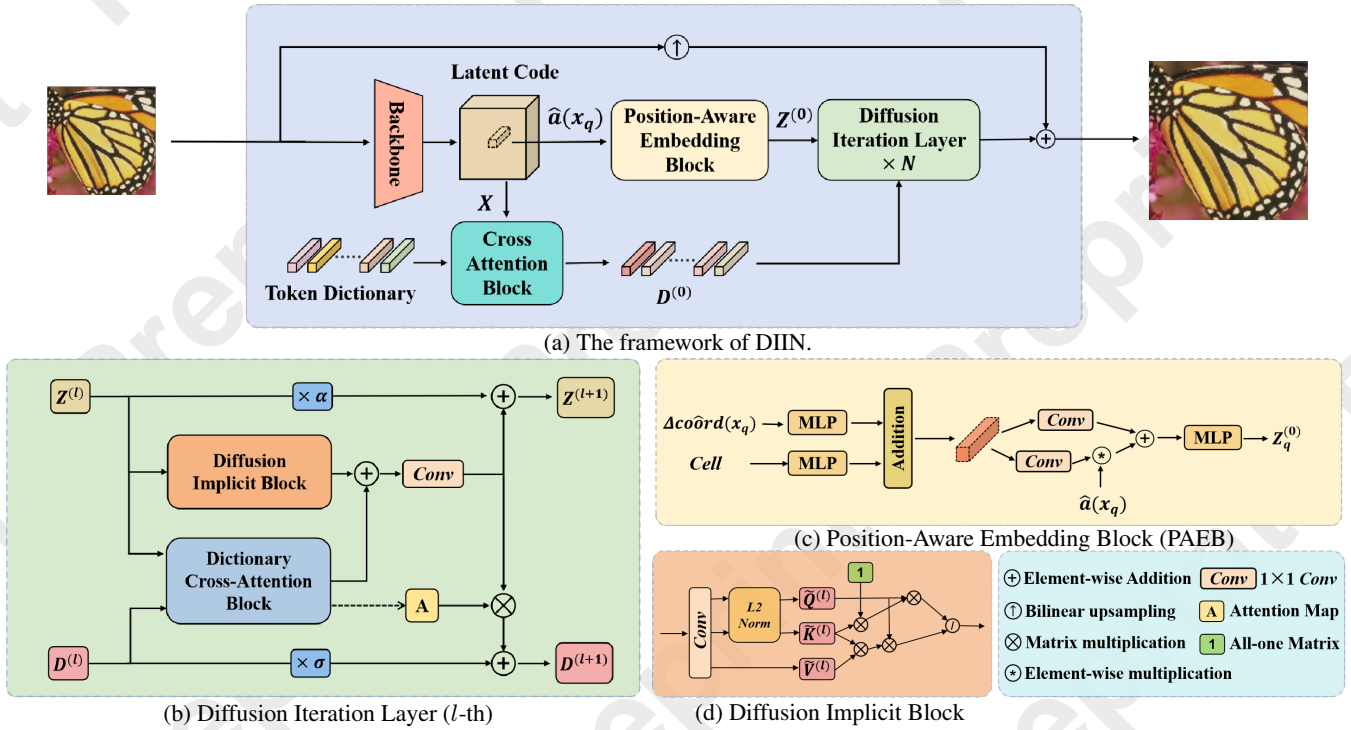 Latent Code
Backbone
â(x_q)
Position-Aware
Embedding
Block
Z^(0)
Diffusion
Iteration Layer
× N
↑
+
X
Token Dictionary
Cross
Attention
Block
D^(0)
(a) The framework of DIIN.
Z^(l)
× α
+
Z^(l+1)
Diffusion
Implicit Block
+
Conv
Dictionary
Cross-Attention
Block
A
⊗
D^(l)
× σ
+
D^(l+1)
(b) Diffusion Iteration Layer (l-th)
Δcoôrd(x_q)
MLP
Cell
MLP
Addition
Conv
Conv
+
*
â(x_q)
MLP
Z_q^(0)
(c) Position-Aware Embedding Block (PAEB)
Conv
L2
Norm
1
Q̃^(l)
K̃^(l)
Ṽ^(l)
/
(d) Diffusion Implicit Block
⊕ Element-wise Addition
Conv 1×1 Conv
↑ Bilinear upsampling
A Attention Map
⊗ Matrix multiplication
1 All-one Matrix
* Element-wise multiplication